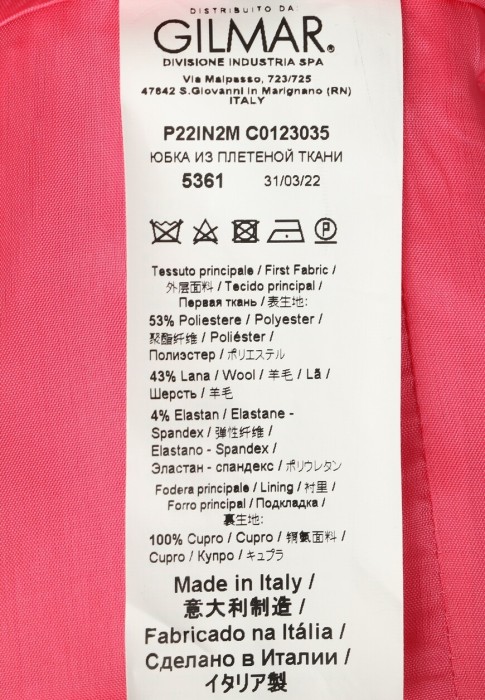 DISTRIBUITO DA:
GILMAR®
DIVISIONE INDUSTRIA SPA
Via Malpasso, 723/725
47842 S.Giovanni in Marignano (RN)
ITALY
P22IN2M C0123035
ЮБКА ИЗ ПЛЕТЕНОЙ ТКАНИ
5361 31/03/22
P
Tessuto principale / First Fabric /
外层面料 / Tecido principal /
Первая ткань / 表生地:
53% Poliestere / Polyester /
聚酯纤维 / Poliéster /
Полиэстер / ポリエステル
43% Lana / Wool / 羊毛 / Lã /
Шерсть / 羊毛
4% Elastan / Elastane -
Spandex / 弹性纤维 /
Elastano - Spandex /
Эластан - спандекс / ポリウレタン
Fodera principale / Lining / 衬里 /
Forro principal / Подкладка /
裏生地:
100% Cupro / Cupro / 铜氨面料 /
Cupro / Купро / キュプラ
Made in Italy /
意大利制造 /
Fabricado na Itália /
Сделано в Италии /
イタリア製